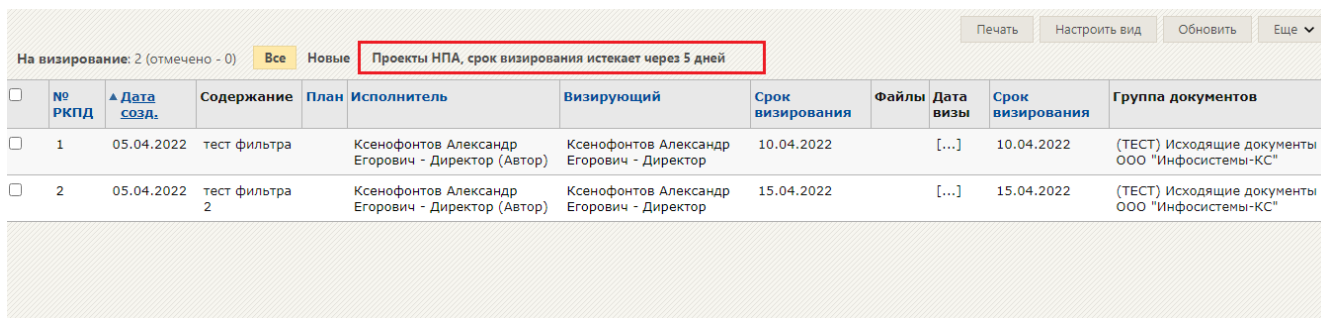 Печать Настроить вид Обновить Еще
На визирование: 2 (отмечено - 0) Все Новые Проекты НПА, срок визирования истекает через 5 дней
№ РКПД Дата созд. Содержание План Исполнитель Визирующий Срок визирования Файлы Дата визы Срок визирования Группа документов
1 05.04.2022 тест фильтра Ксенофонтов Александр Ксенофонтов Александр 10.04.2022 [...] 10.04.2022 (ТЕСТ) Исходящие документы
Егорович - Директор (Автор) Егорович - Директор ООО "Инфосистемы-КС"
2 05.04.2022 тест фильтра Ксенофонтов Александр Ксенофонтов Александр 15.04.2022 [...] 15.04.2022 (ТЕСТ) Исходящие документы
2 Егорович - Директор (Автор) Егорович - Директор ООО "Инфосистемы-КС"